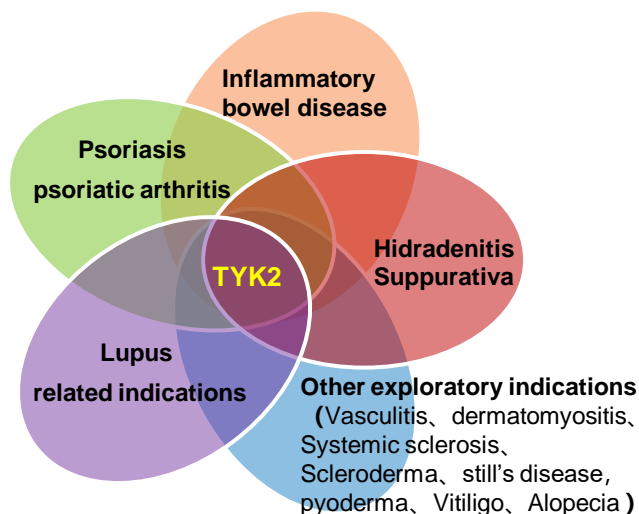 Inflammatory
bowel disease
Psoriasis
psoriatic arthritis
Hidradenitis
Suppurativa
TYK2
Lupus
related indications
Other exploratory indications
（Vasculitis、dermatomyositis、
Systemic sclerosis、
Scleroderma、still’s disease，
pyoderma、Vitiligo、Alopecia）